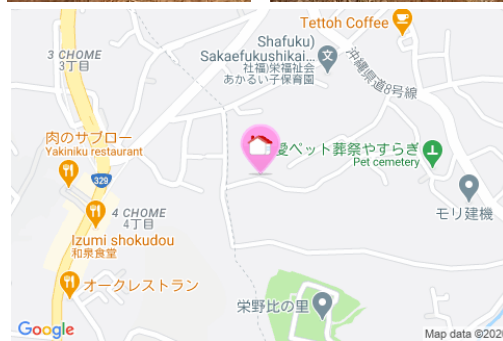 Tettoh Coffee
3 CHOME
3丁目
Shafuku)
Sakaefukushikai...
社福)栄福祉会
あかるい子保育園
沖縄県道8号線
肉のサブロー
Yakiniku restaurant
愛ペット葬祭やすらぎ
Pet cemetery
329
モリ建機
4 CHOME
4丁目
Izumi shokudou
和泉食堂
オークレストラン
栄野比の里
Google
Map data ©202